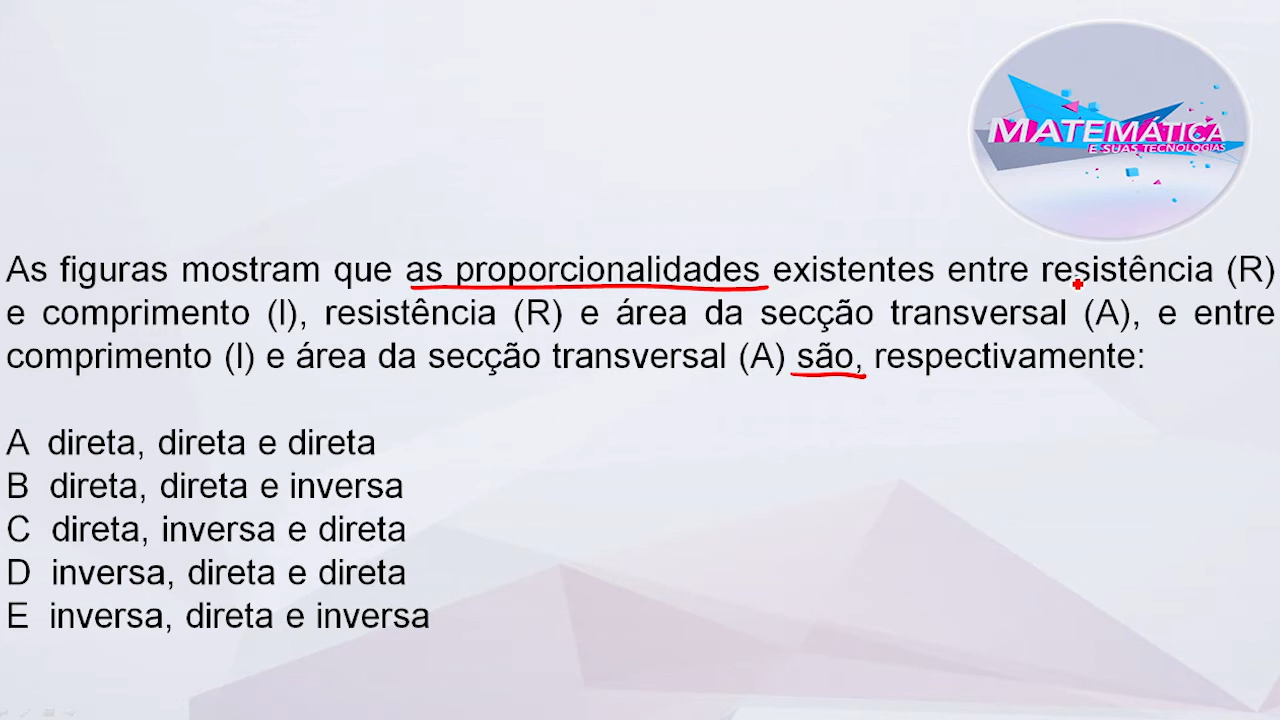 MATEMÁTICA
E SUAS TECNOLOGIAS
As figuras mostram que as proporcionalidades existentes entre resistência (R)
e comprimento (l), resistência (R) e área da secção transversal (A), e entre
comprimento (l) e área da secção transversal (A) são, respectivamente:
A direta, direta e direta
B direta, direta e inversa
C direta, inversa e direta
D inversa, direta e direta
E inversa, direta e inversa